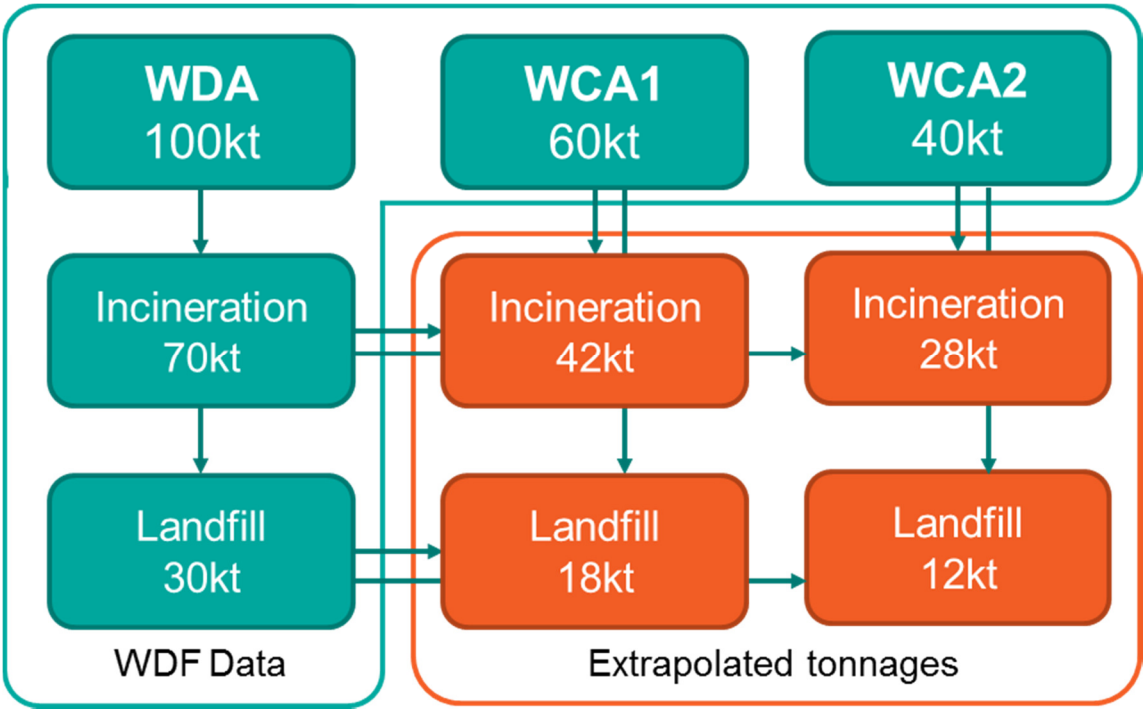 WDA
100kt
WCA1
60kt
WCA2
40kt
Incineration
70kt
Incineration
42kt
Incineration
28kt
Landfill
30kt
Landfill
18kt
Landfill
12kt
WDF Data
Extrapolated tonnages